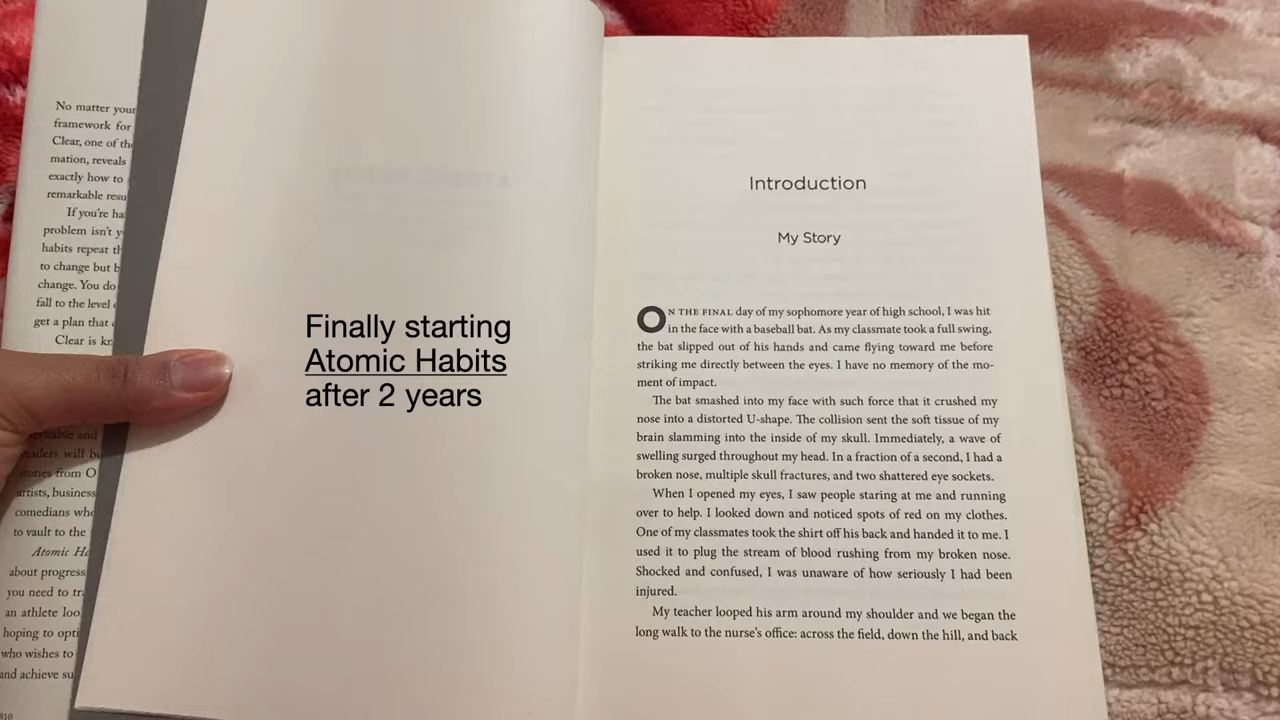 No matter your
framework for
Clear, one of
mation, reveals
exactly how to
remarkable
If you're
problem isn't
habits repeat
to change but
change. You do
fall to the level
get a plan that
Clear is
and
will
from O
artists, business
comedians
to vault to the
Atomic
about progress
you need to
an athlete
hoping to
who wishes to
and achieve
810
Finally starting
Atomic Habits
after 2 years
Introduction
My Story
ON THE FINAL day of my sophomore year of high school, I was hit
in the face with a baseball bat. As my classmate took a full swing,
the bat slipped out of his hands and came flying toward me before
striking me directly between the eyes. I have no memory of the mo-
ment of impact.
The bat smashed into my face with such force that it crushed my
nose into a distorted U-shape. The collision sent the soft tissue of my
brain slamming into the inside of my skull. Immediately, a wave of
swelling surged throughout my head. In a fraction of a second, I had a
broken nose, multiple skull fractures, and two shattered eye sockets.
When I opened my eyes, I saw people staring at me and running
over to help. I looked down and noticed spots of red on my clothes.
One of my classmates took the shirt off his back and handed it to me. I
used it to plug the stream of blood rushing from my broken nose.
Shocked and confused, I was unaware of how seriously I had been
injured.
My teacher looped his arm around my shoulder and we began the
long walk to the nurse's office: across the field, down the hill, and back